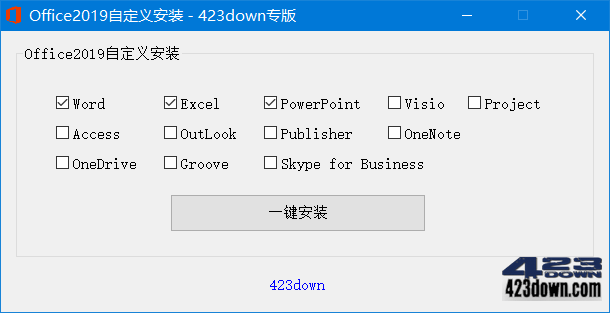 Office2019自定义安装 - 423down专版
Office2019自定义安装
Word Excel PowerPoint Visio Project
Access OutLook Publisher OneNote
OneDrive Groove Skype for Business
一键安装
423down
423
DOWN
423down.com